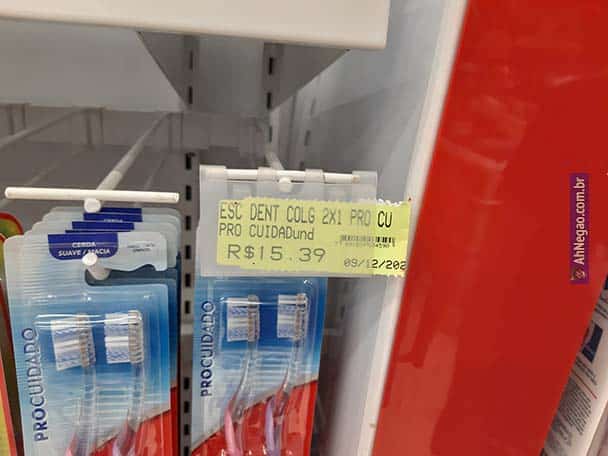 ESC DENT COLG 2X1 PRO CU
PRO CUIDADund
R$15.39
09/12/202
CERDA
SUAVE / MACIA
PROCUIDADO
PROCUIDADO
AhNegao.com.br